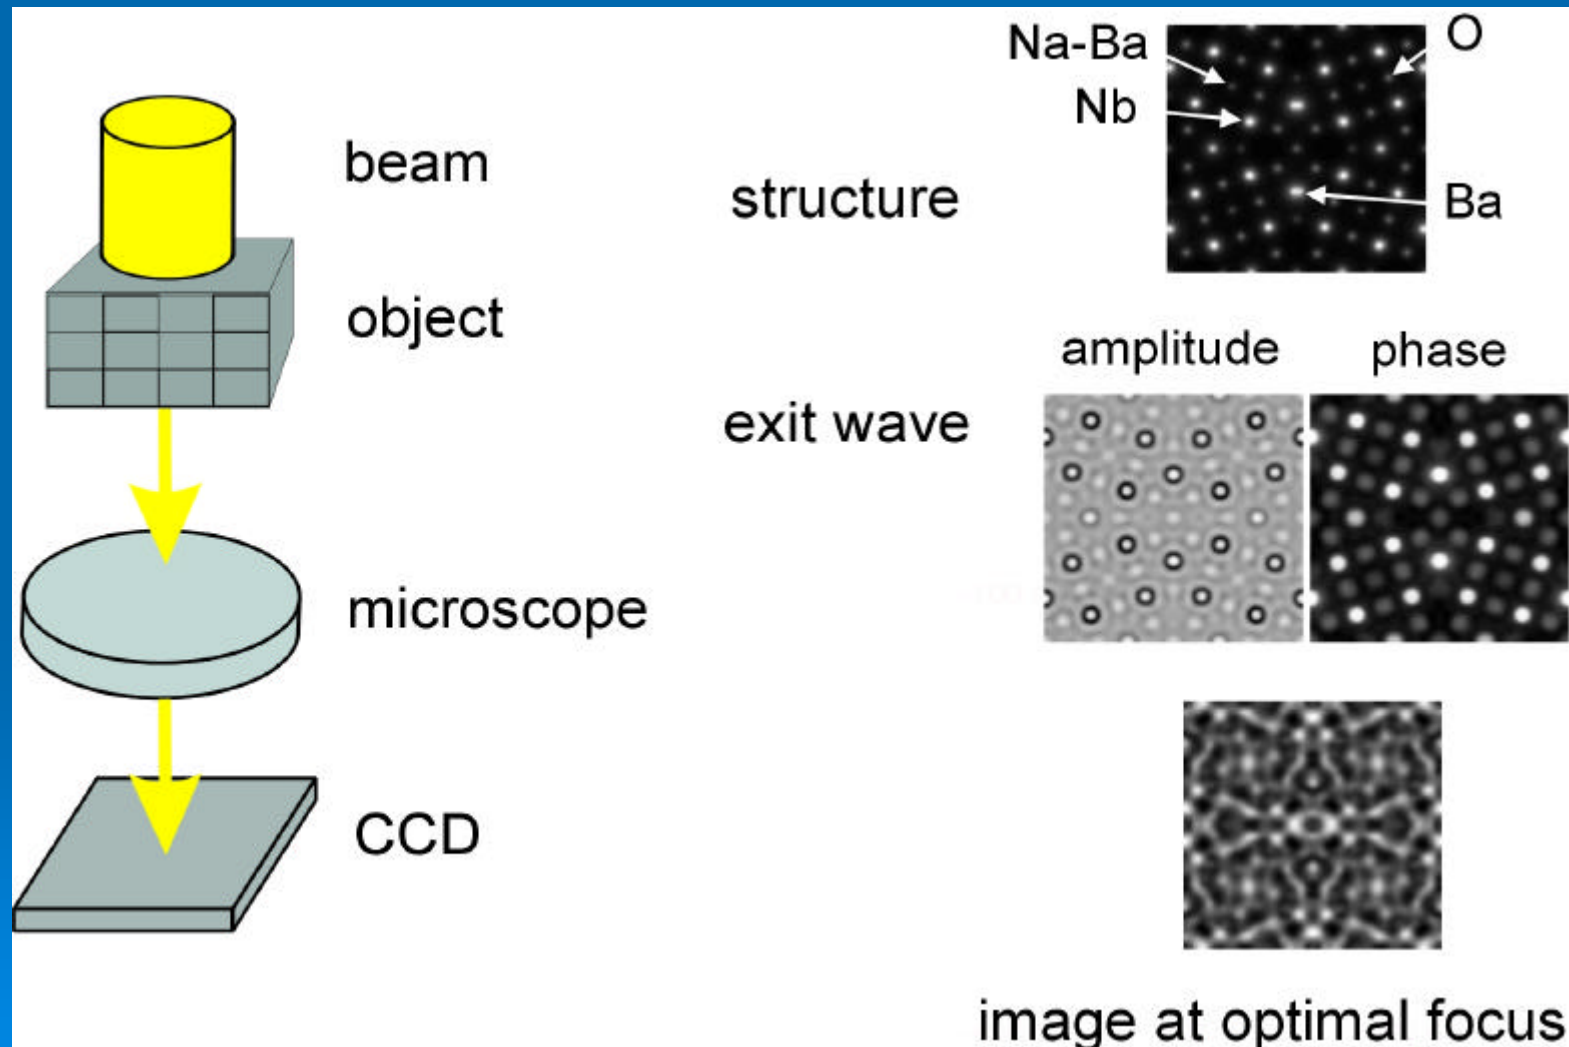 beam
object
microscope
CCD
structure
Na-Ba
Nb
O
Ba
amplitude phase
exit wave
image at optimal focus